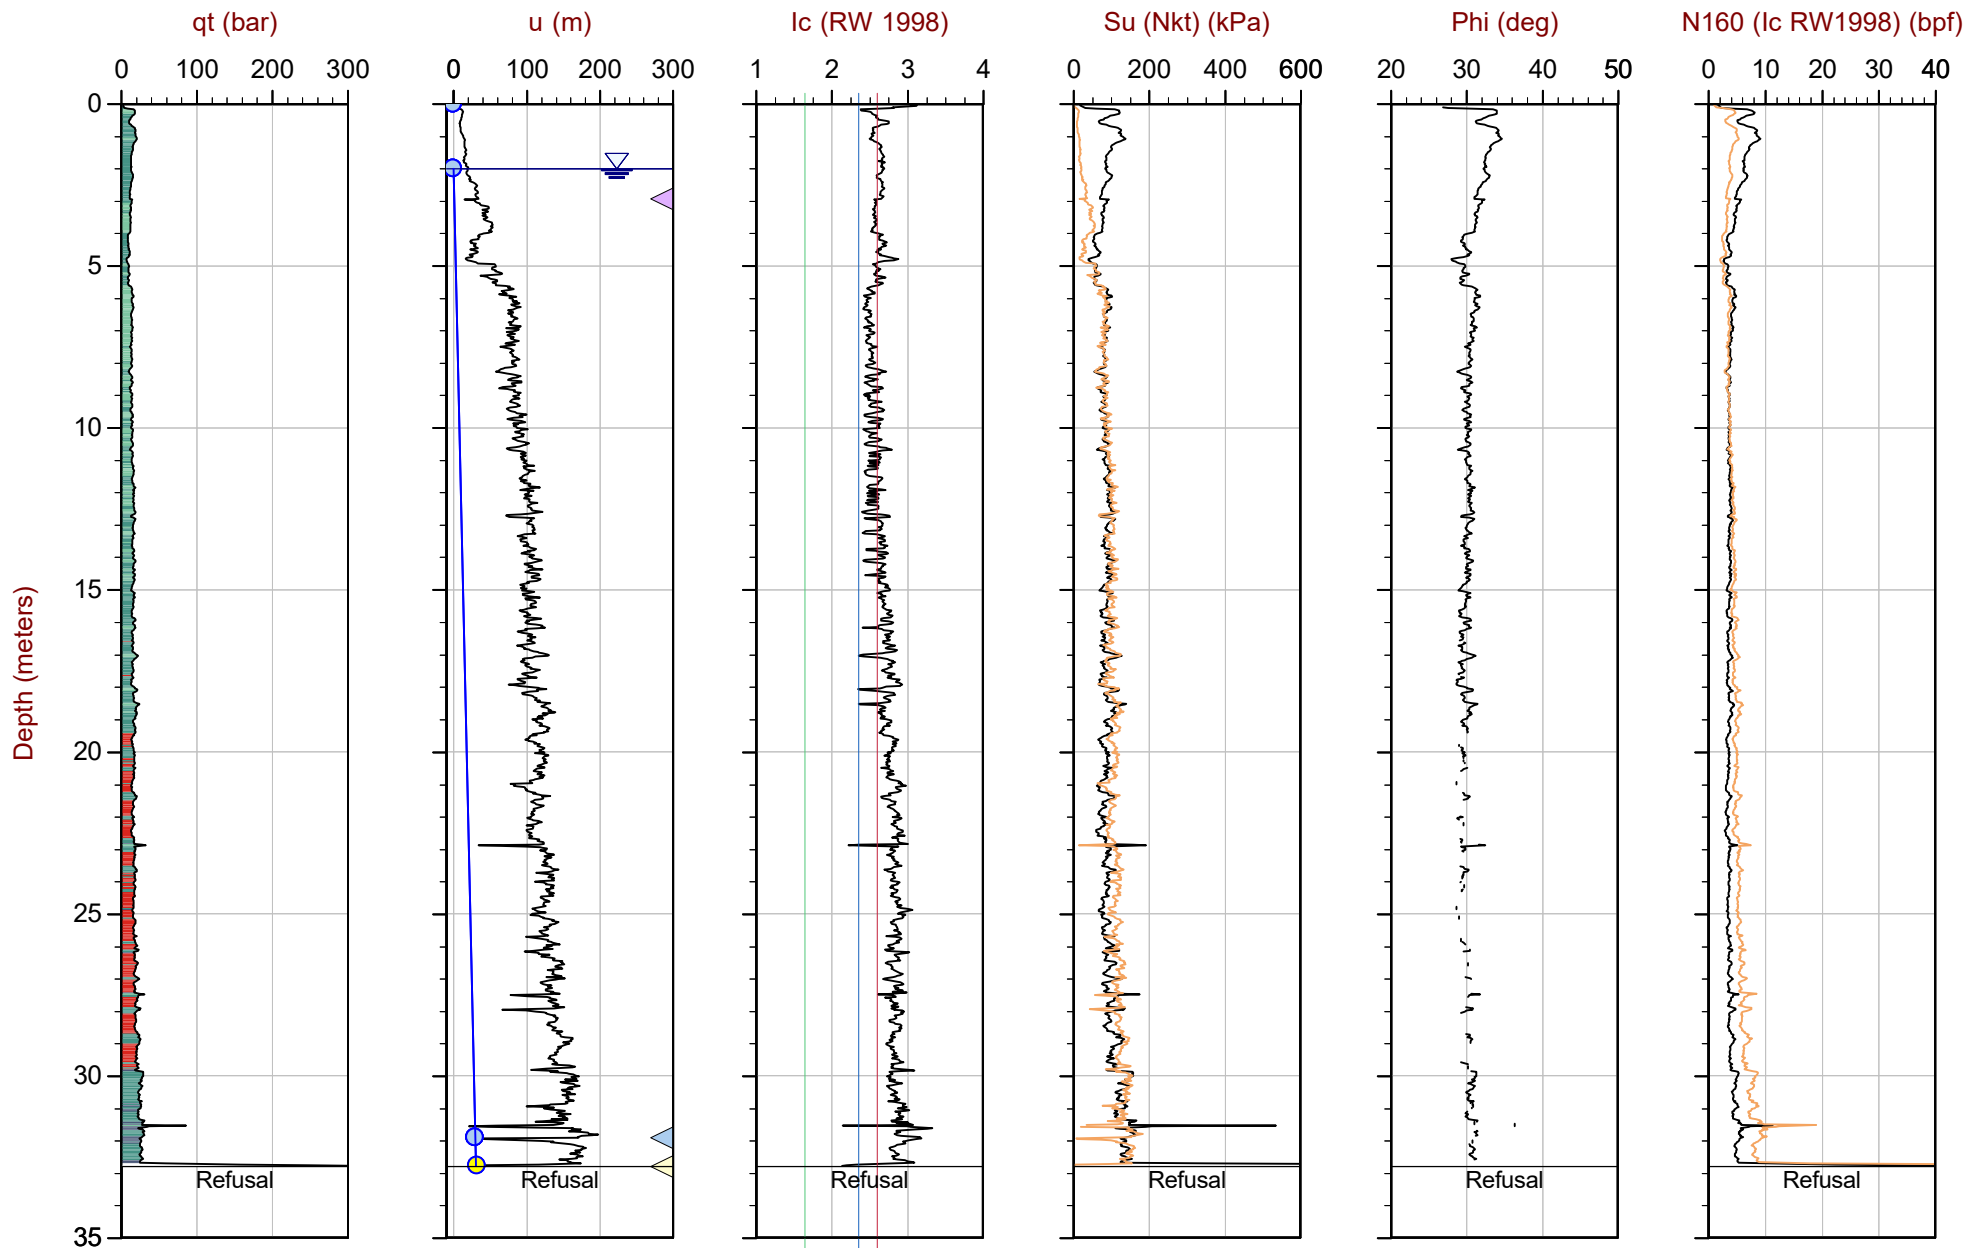 qt (bar) u (m) Ic (RW 1998) Su (Nkt) (kPa) Phi (deg) N160 (Ic RW1998) (bpf)
0 100 200 300 0 100 200 300 1 2 3 4 0 200 400 600 20 30 40 50 0 10 20 30 40
0
5
10
15
20
25
30
35
Depth (meters)
Refusal Refusal Refusal Refusal Refusal Refusal